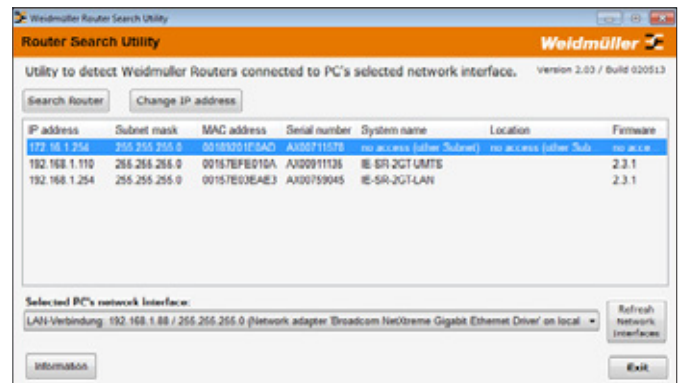 Weidmüller Router Search Utility
Router Search Utility Weidmüller
Utility to detect Weidmuller Routers connected to PC's selected network interface. Version 2.03 / Build 020513
Search Router Change IP address
IP address Subnet mask MAC address Serial number System name Location Firmware
172.16.1.254 255.255.255.0 00189201E0AD AX00711578 no access (other Subnet) no access (other Sub... no acce...
192.168.1.110 255.255.255.0 00157EFE010A AX00911126 IE-SR-2GT-UMTS 2.3.1
192.168.1.254 255.255.255.0 00157E03EAE3 AX00759045 IE-SR-2GT-LAN 2.3.1
Selected PC's network interface:
LAN-Verbindung: 192.168.1.88 / 255.255.255.0 (Network adapter 'Broadcom NetXtreme Gigabit Ethernet Driver' on local
Refresh
Network
Interfaces
Information Exit